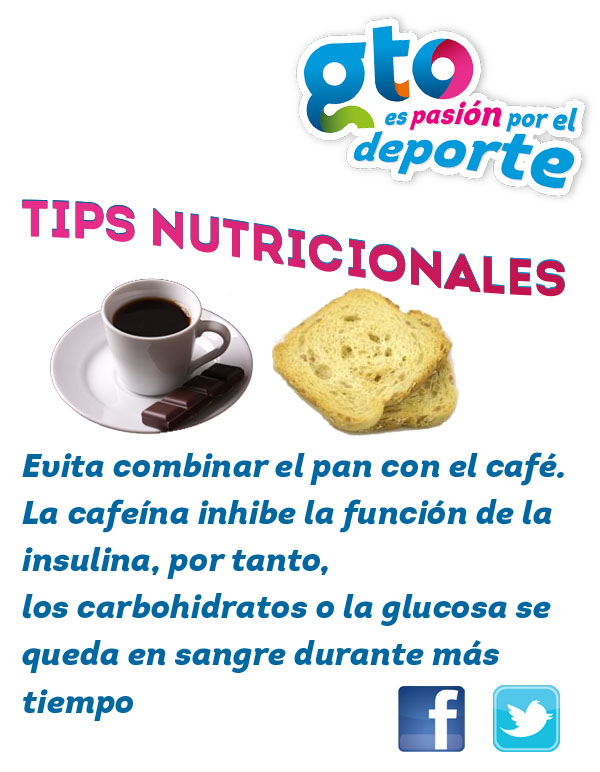 gto
es pasión por el
deporte
TIPS NUTRICIONALES
Evita combinar el pan con el café.
La cafeína inhibe la función de la
insulina, por tanto,
los carbohidratos o la glucosa se
queda en sangre durante más
tiempo
f